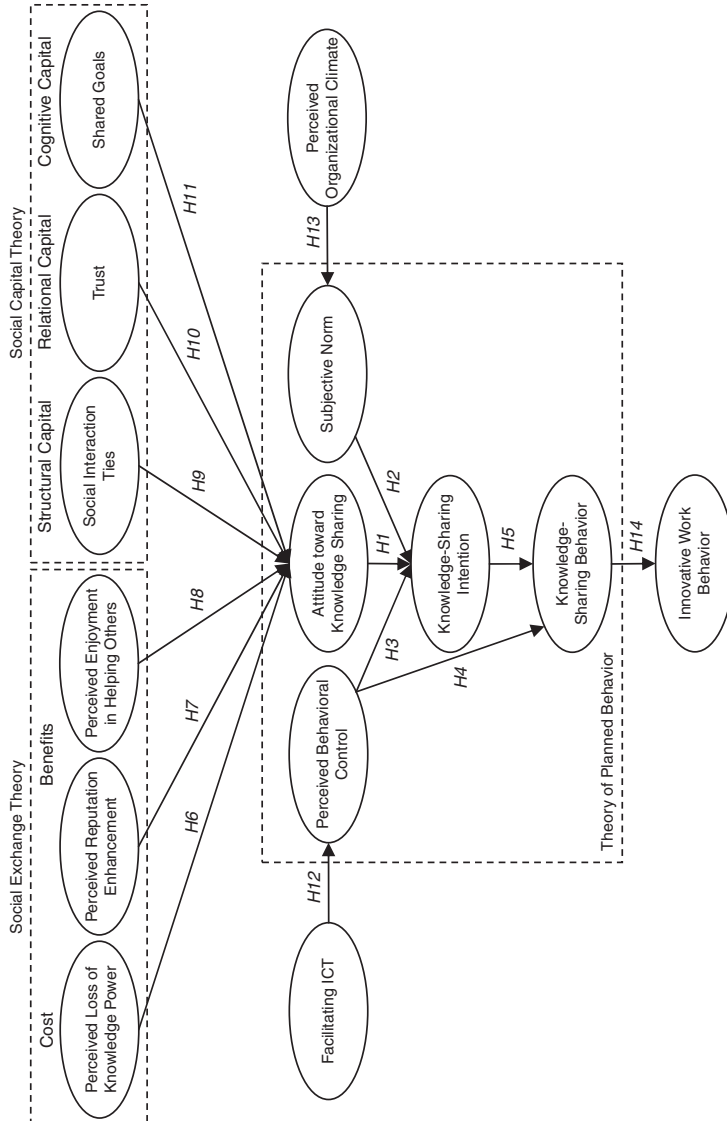 Social Exchange Theory
Social Capital Theory
Cost
Benefits
Structural Capital
Relational Capital
Cognitive Capital
Perceived Loss of
Knowledge Power
Perceived Reputation
Enhancement
Perceived Enjoyment
in Helping Others
Social Interaction
Ties
Trust
Shared Goals
H6
H7
H8
H9
H10
H11
Facilitating ICT
H12
Perceived Behavioral
Control
Attitude toward
Knowledge Sharing
Subjective Norm
H13
Perceived
Organizational Climate
H3
H1
H2
H4
Knowledge-Sharing
Intention
H5
Knowledge-
Sharing Behavior
Theory of Planned Behavior
H14
Innovative Work
Behavior